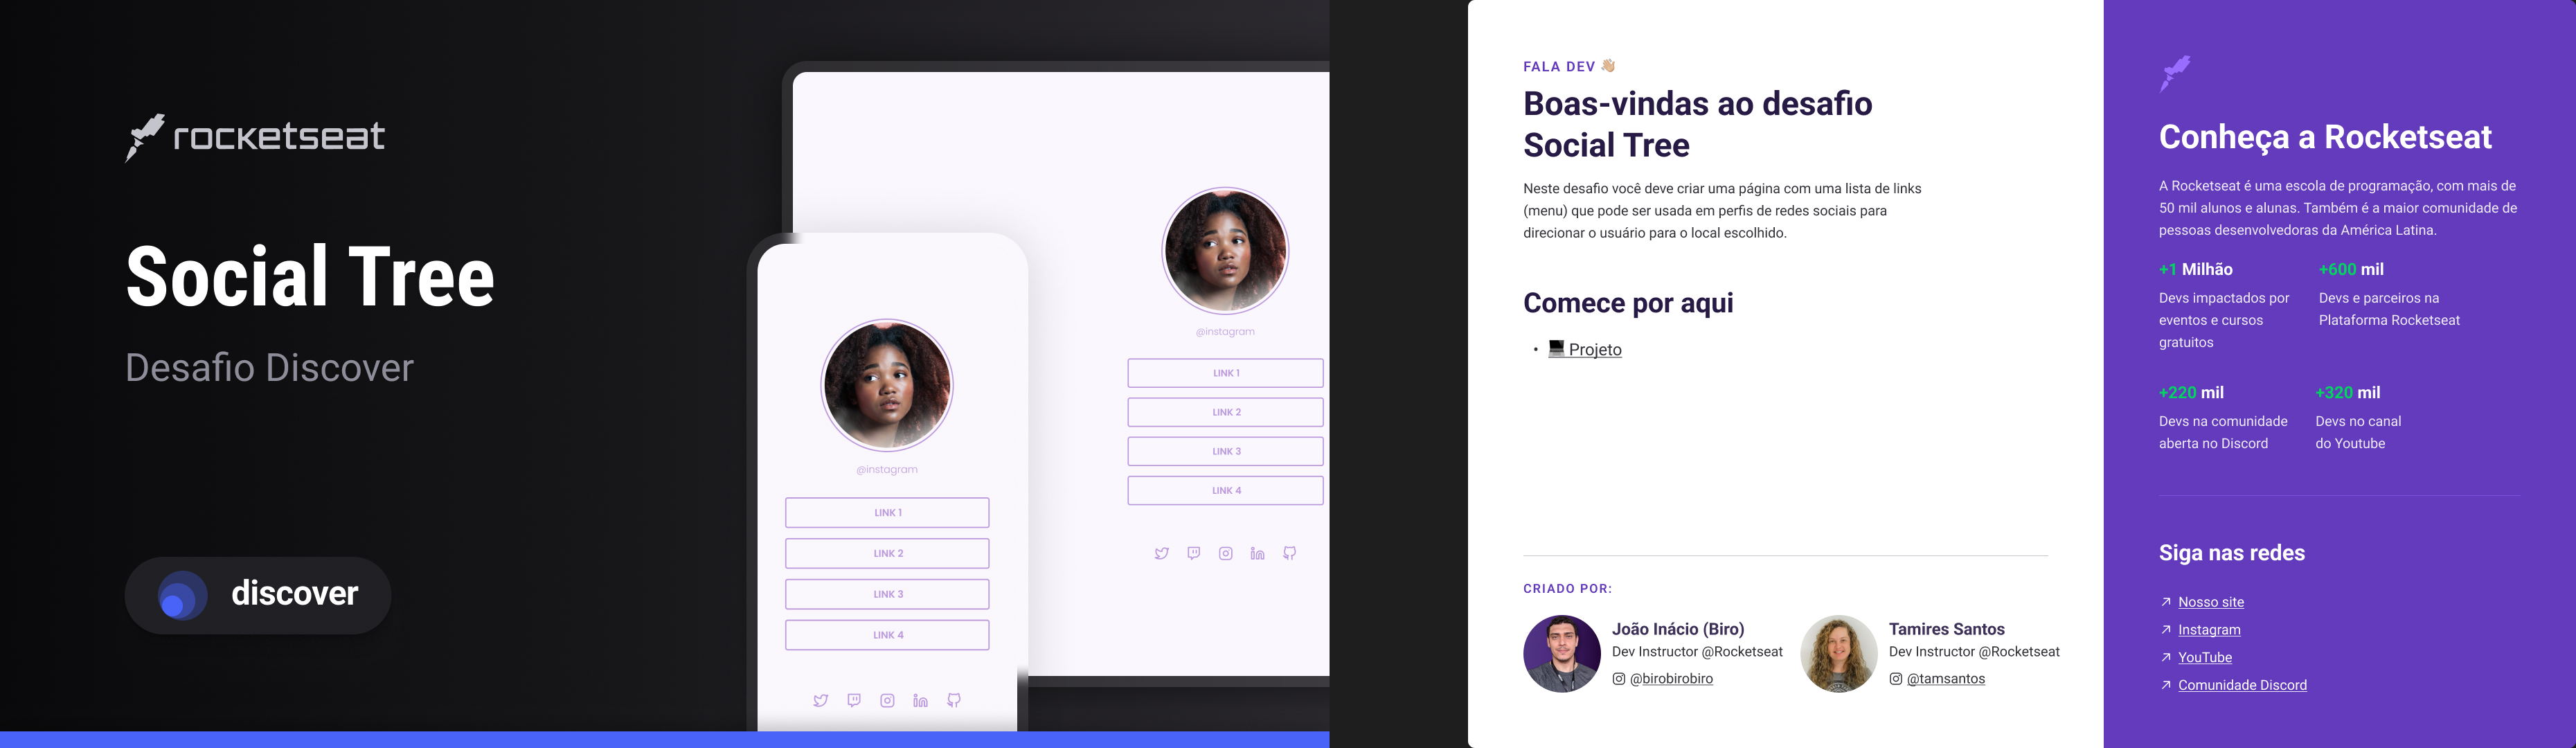 rocketseat
Social Tree
Desafio Discover
discover
@instagram
LINK 1
LINK 2
LINK 3
LINK 4
@instagram
LINK 1
LINK 2
LINK 3
LINK 4
FALA DEV 👋🏼
Boas-vindas ao desafio
Social Tree
Neste desafio você deve criar uma página com uma lista de links
(menu) que pode ser usada em perfis de redes sociais para
direcionar o usuário para o local escolhido.
Comece por aqui
• 💻 Projeto
CRIADO POR:
João Inácio (Biro)
Dev Instructor @Rocketseat
@birobirobiro
Tamires Santos
Dev Instructor @Rocketseat
@tamsantos
Conheça a Rocketseat
A Rocketseat é uma escola de programação, com mais de
50 mil alunos e alunas. Também é a maior comunidade de
pessoas desenvolvedoras da América Latina.
+1 Milhão
Devs impactados por
eventos e cursos
gratuitos
+600 mil
Devs e parceiros na
Plataforma Rocketseat
+220 mil
Devs na comunidade
aberta no Discord
+320 mil
Devs no canal
do Youtube
Siga nas redes
↗ Nosso site
↗ Instagram
↗ YouTube
↗ Comunidade Discord